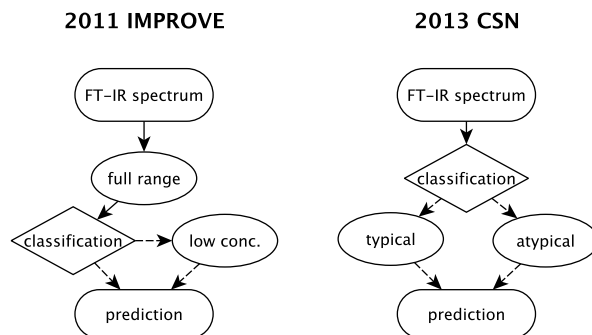 2011 IMPROVE
FT-IR spectrum
full range
classification
low conc.
prediction
2013 CSN
FT-IR spectrum
classification
typical
atypical
prediction